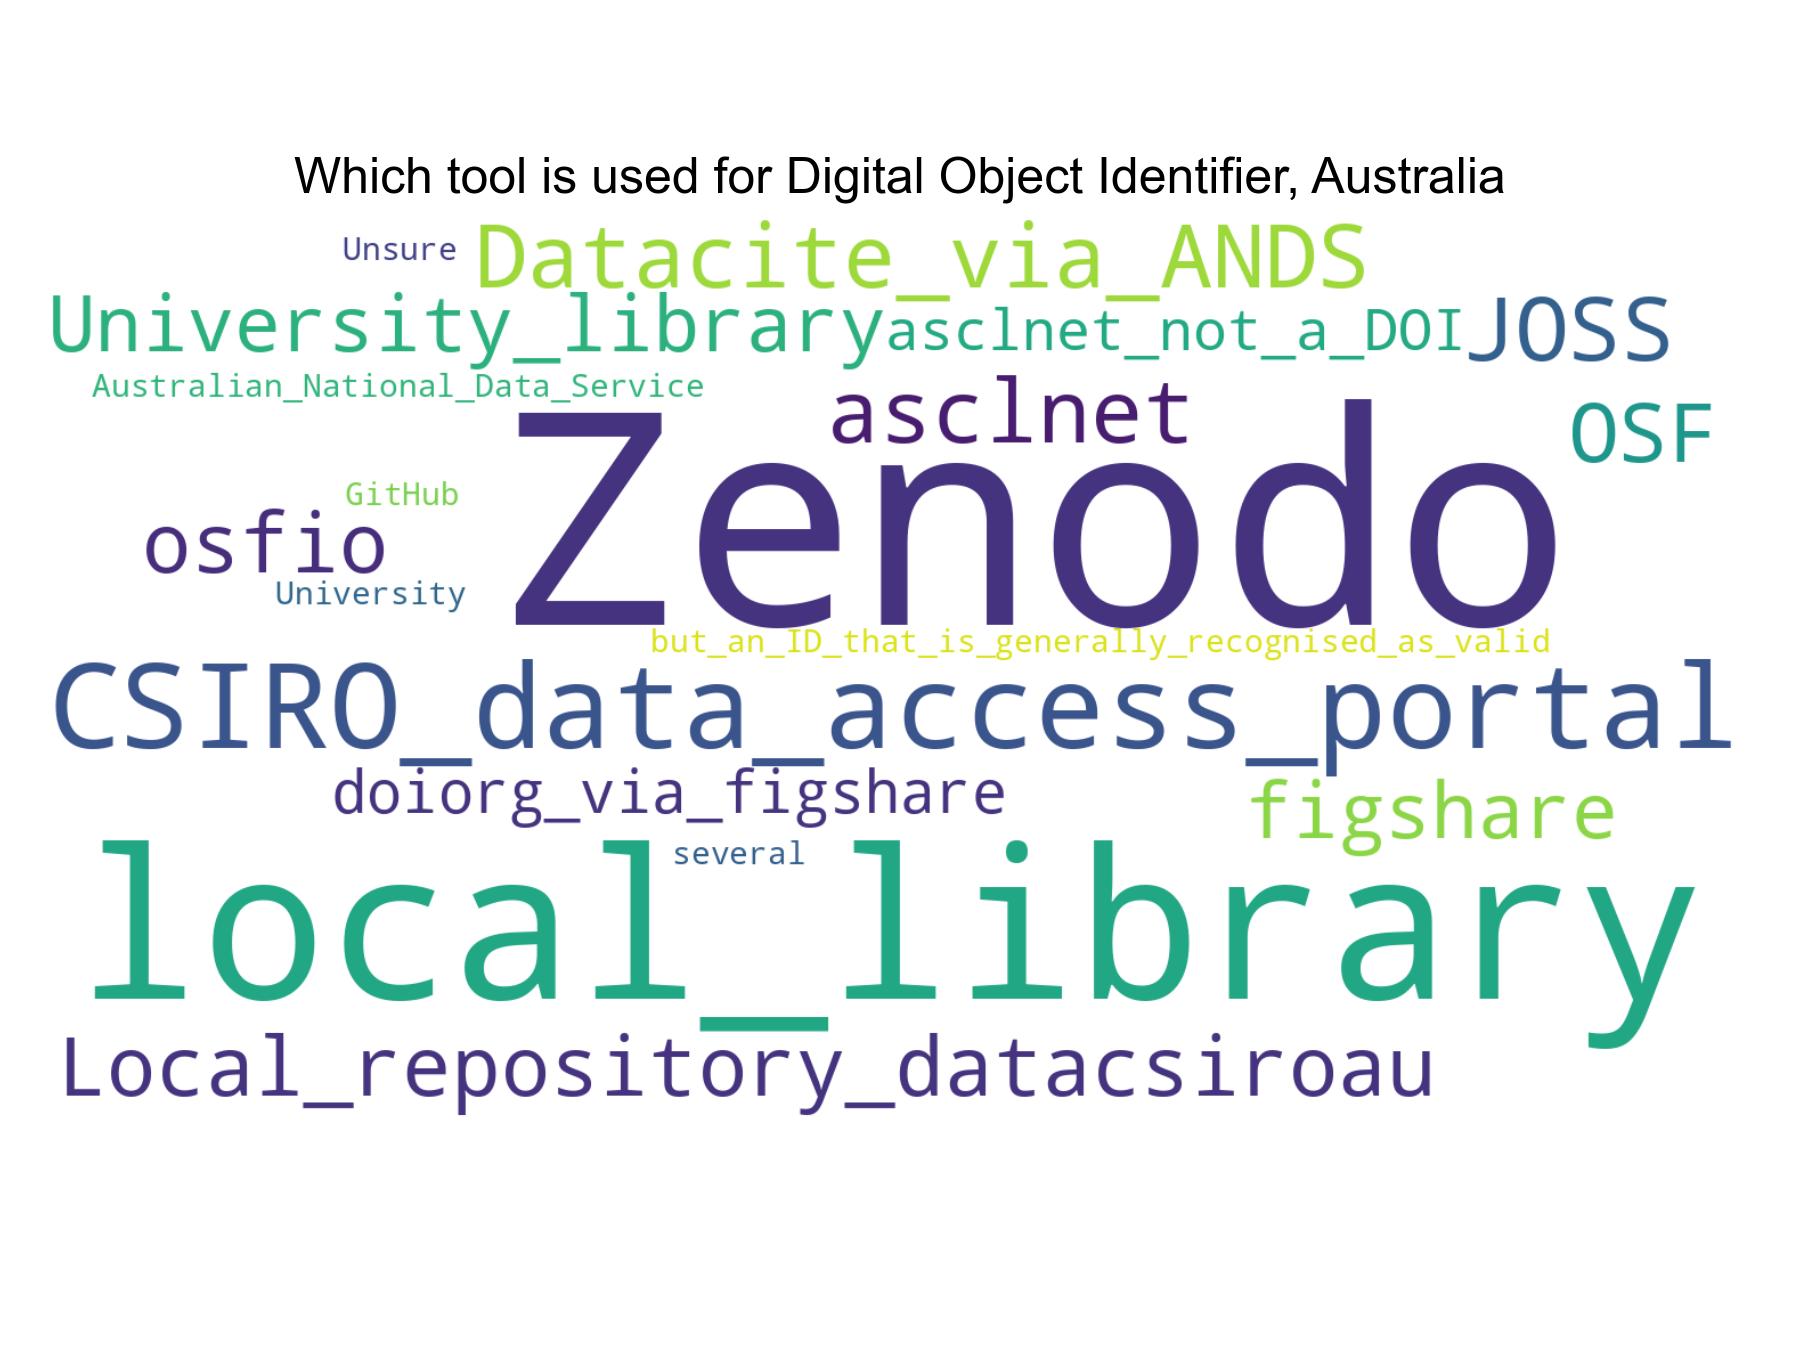 Which tool is used for Digital Object Identifier, Australia
Unsure
Datacite_via_ANDS
University_library
asclnet_not_a_DOI
JOSS
Australian_National_Data_Service
asclnet
OSF
Zenodo
GitHub
osfio
University
but_an_ID_that_is_generally_recognised_as_valid
CSIRO_data_access_portal
doiorg_via_figshare
figshare
several
local_library
Local_repository_datacsiroau